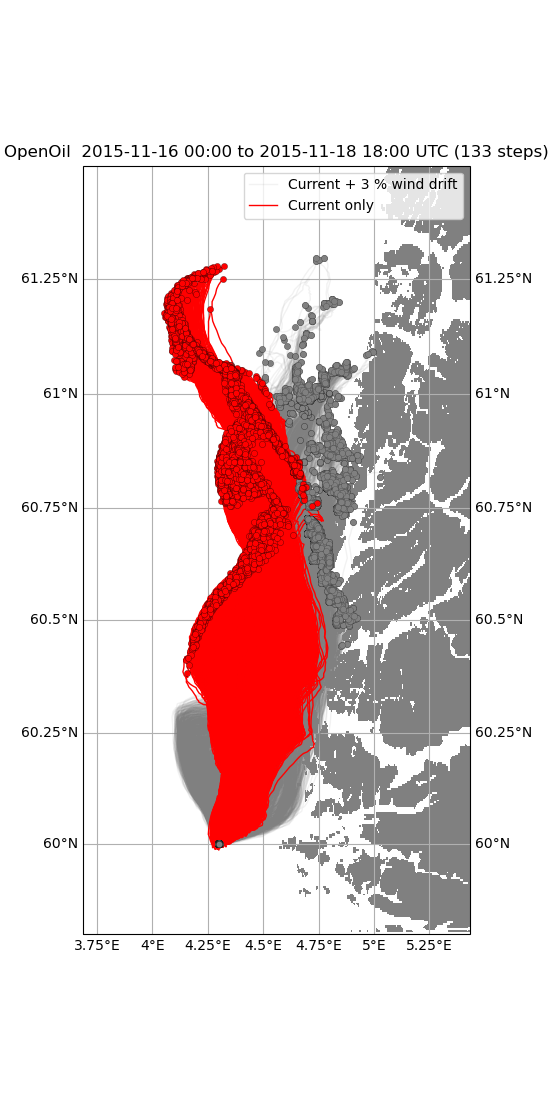 OpenOil  2015-11-16 00:00 to 2015-11-18 18:00 UTC (133 steps)
Current + 3 % wind drift
Current only
61.25°N 61.25°N
61°N 61°N
60.75°N 60.75°N
60.5°N 60.5°N
60.25°N 60.25°N
60°N 60°N
3.75°E 4°E 4.25°E 4.5°E 4.75°E 5°E 5.25°E